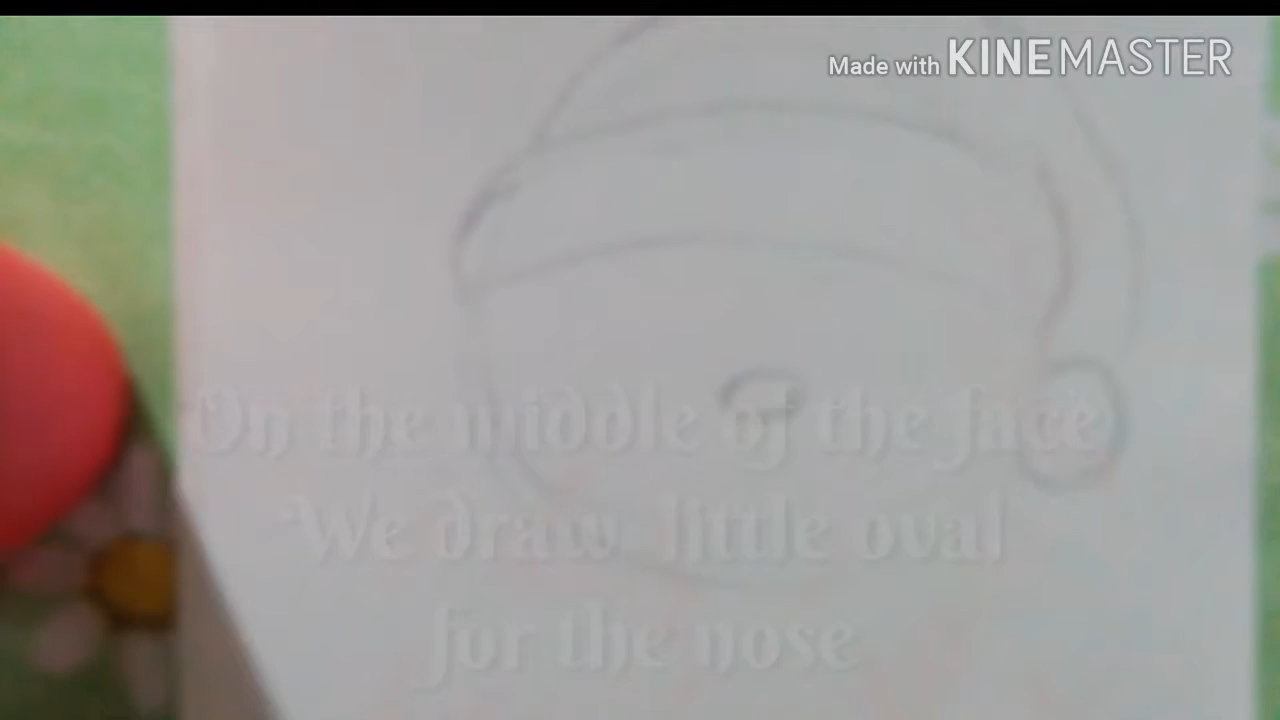 Made with KINEMASTER
On the middle of the face
We draw little oval
for the nose